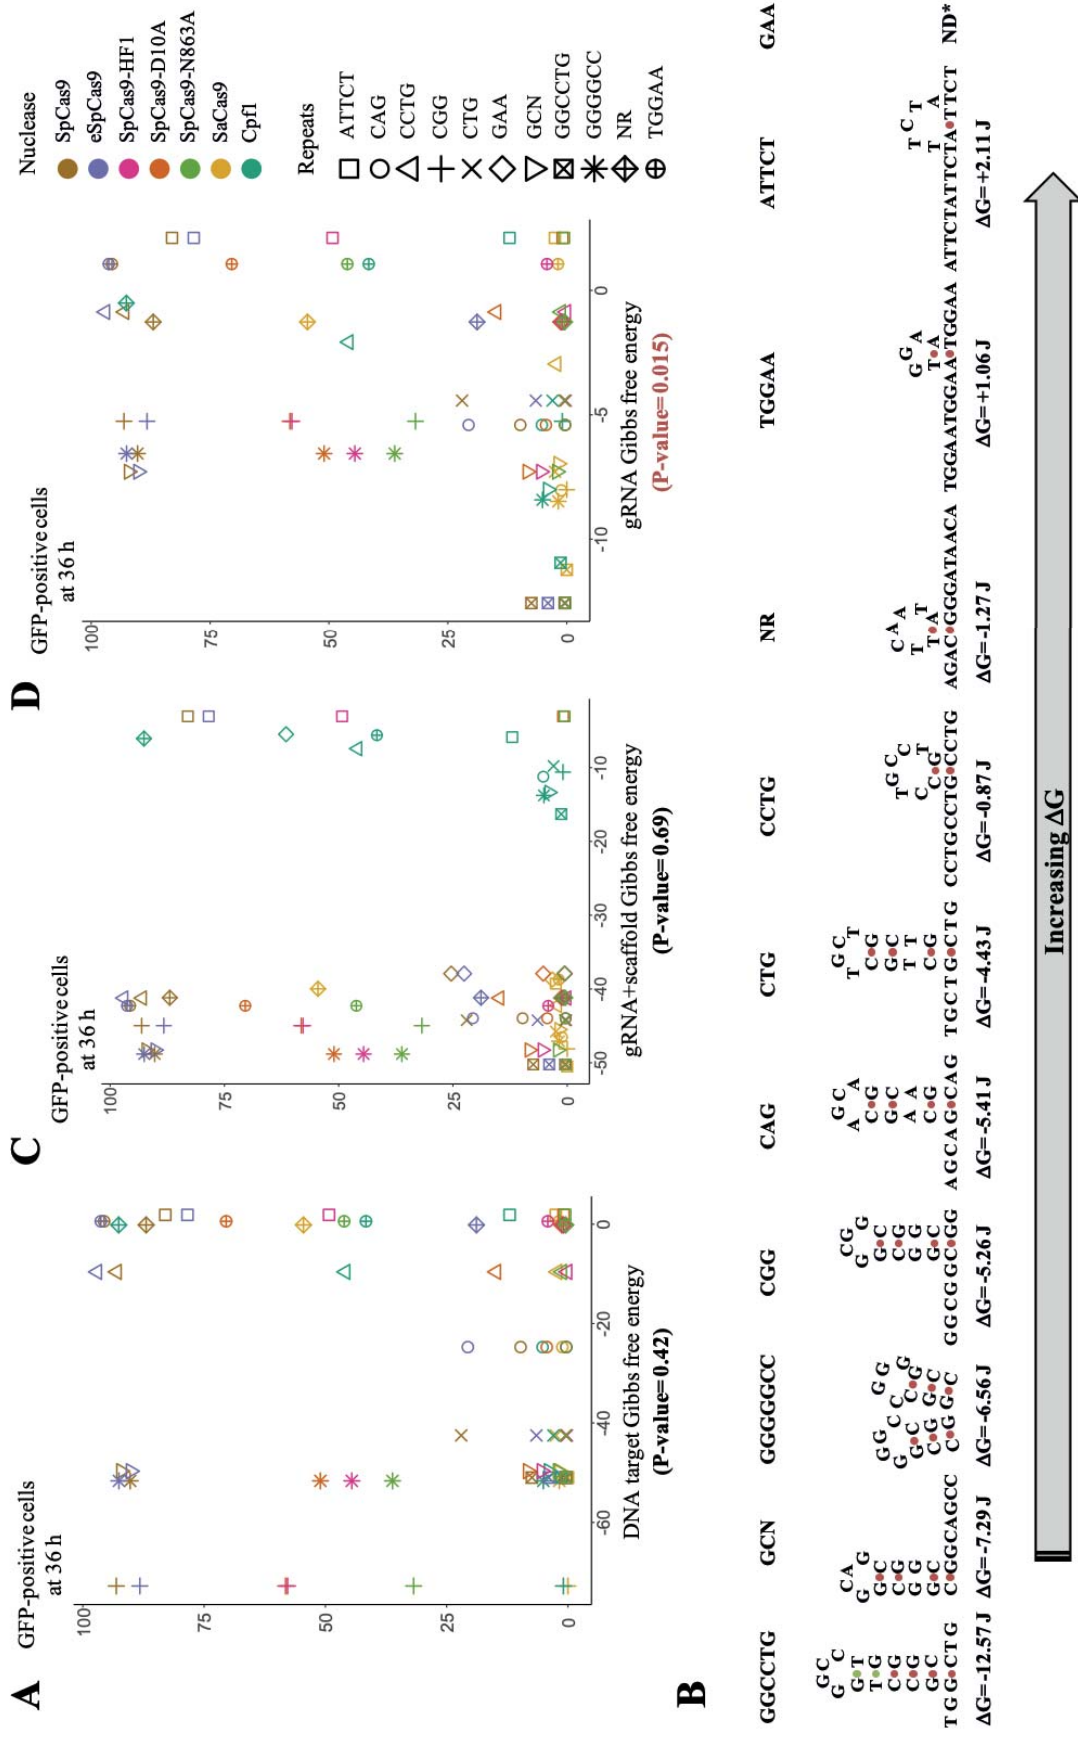 A
GFP-positive cells
at 36 h
100
75
50
25
0
-60
-40
-20
0
DNA target Gibbs free energy
(P-value=0.42)
C
GFP-positive cells
at 36 h
100
75
50
25
0
-50
-40
-30
-20
-10
gRNA+scaffold Gibbs free energy
(P-value=0.69)
D
GFP-positive cells
at 36 h
100
75
50
25
0
-10
-5
0
gRNA Gibbs free energy
(P-value=0.015)
Nuclease
SpCas9
eSpCas9
SpCas9-HF1
SpCas9-D10A
SpCas9-N863A
SaCas9
Cpf1
Repeats
ATTCT
CAG
CCTG
CGG
CTG
GAA
GCN
GGCCTG
GGGGCC
NR
TGGAA
B
GGCCTG
GCN
GGGGGCC
CGG
CAG
CTG
CCTG
NR
TGGAA
ATTCT
GAA
G C
G C
G T
T G
C G
C G
G C
T G G C T G
C A
G G
G C
C G
G G
G C
C G G C A G C C
G G G G
C G
G G
G C
C G
G G
G C
G G C G G C G G
G C
A A
C G
G C
A A
C G
A G C A G C A G
G C
T T
C G
G C
T T
C G
T G C T G C T G
G C
T C
C T
C G
C C T G C C T G C C T G
C A A
T T
T A
A G A C G G G A T A A C A
G G A
T A
T G G A A T G G A A T G G A A
T C T
T A
A T T C T A T T C T A T T C T
ND*
ΔG=-12.57 J
ΔG=-7.29 J
ΔG=-6.56 J
ΔG=-5.26 J
ΔG=-5.41 J
ΔG=-4.43 J
ΔG=-0.87 J
ΔG=-1.27 J
ΔG=+1.06 J
ΔG=+2.11 J
Increasing ΔG